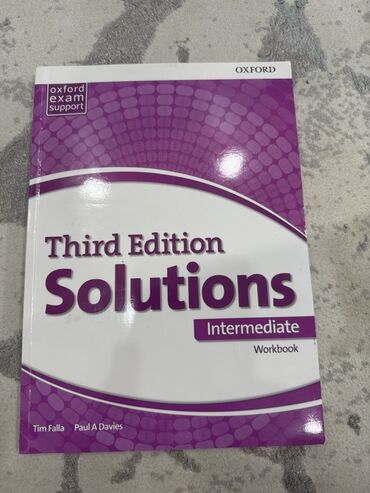 OXFORD
oxford
exam
support
Third Edition
Solutions
Intermediate
Workbook
Tim Falla Paul A Davies